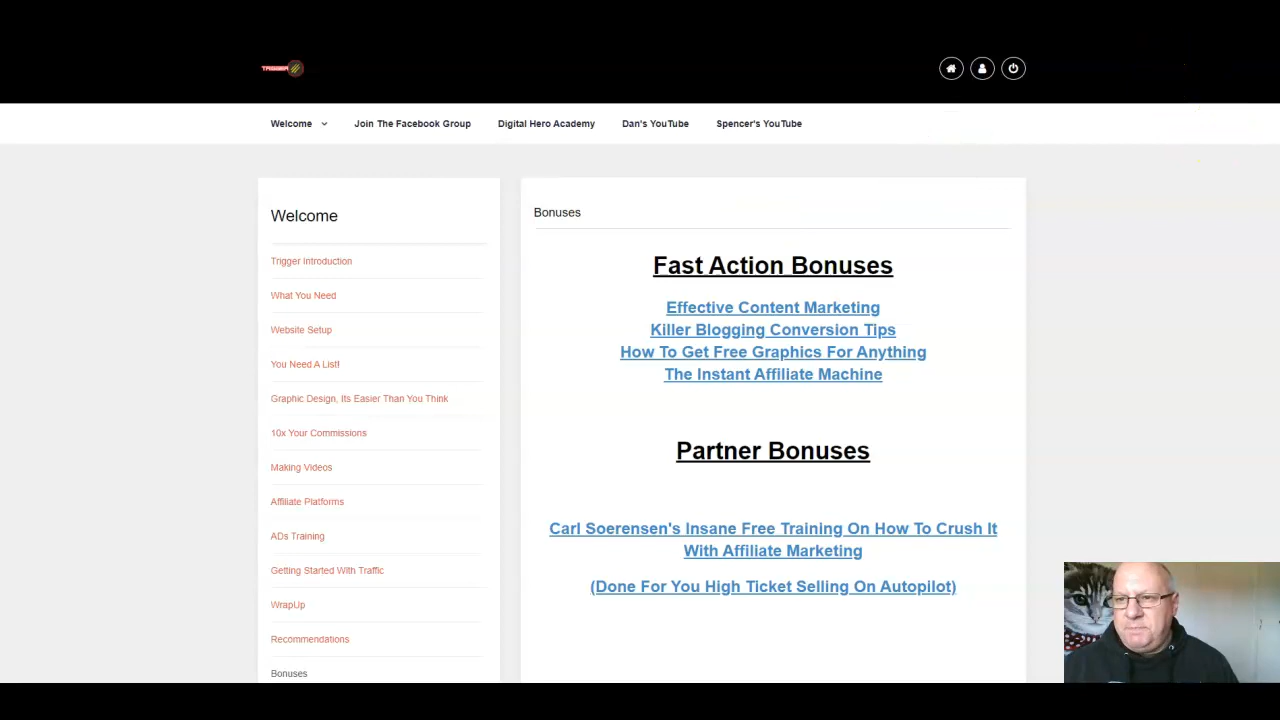 TRIGGER
Welcome
Join The Facebook Group
Digital Hero Academy
Dan's YouTube
Spencer's YouTube
Welcome
Trigger Introduction
What You Need
Website Setup
You Need A List!
Graphic Design, Its Easier Than You Think
10x Your Commissions
Making Videos
Affiliate Platforms
ADs Training
Getting Started With Traffic
WrapUp
Recommendations
Bonuses
Bonuses
Fast Action Bonuses
Effective Content Marketing
Killer Blogging Conversion Tips
How To Get Free Graphics For Anything
The Instant Affiliate Machine
Partner Bonuses
Carl Soerensen's Insane Free Training On How To Crush It
With Affiliate Marketing
(Done For You High Ticket Selling On Autopilot)